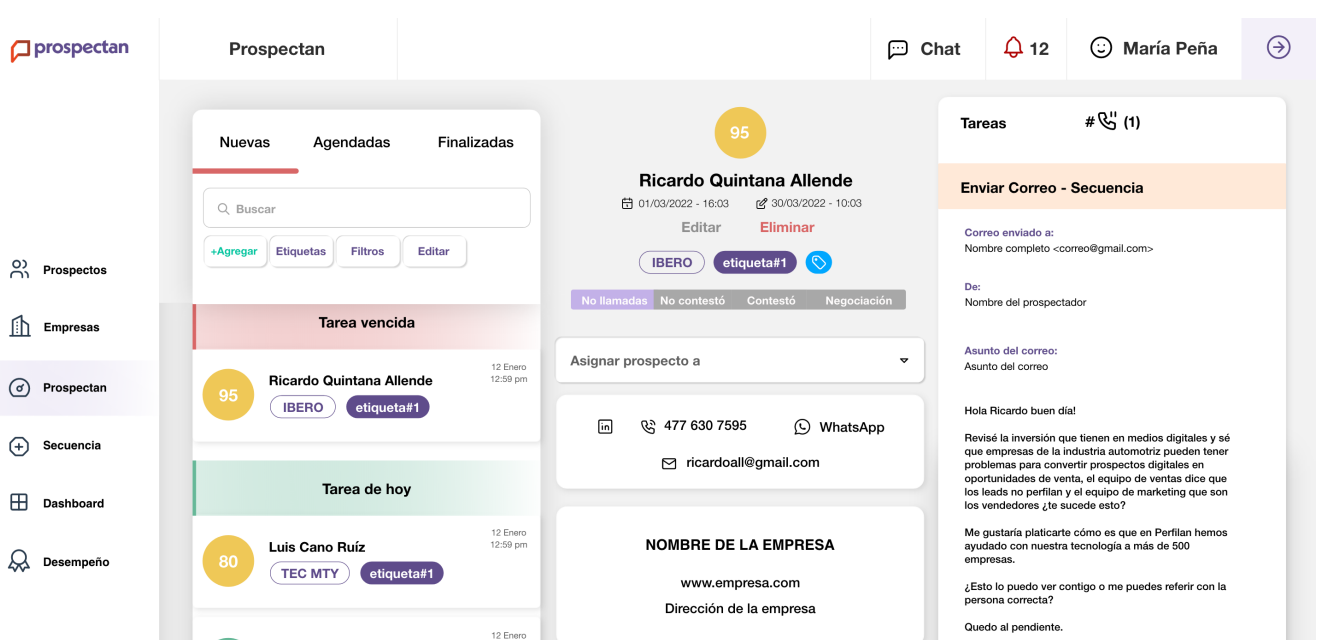 prospectan
Prospectan
Chat
12
María Peña
Prospectos
Empresas
Prospectan
Secuencia
Dashboard
Desempeño
Nuevas
Agendadas
Finalizadas
Buscar
+Agregar
Etiquetas
Filtros
Editar
Tarea vencida
95
Ricardo Quintana Allende
12 Enero
12:59 pm
IBERO
etiqueta#1
Tarea de hoy
80
Luis Cano Ruíz
12 Enero
12:59 pm
TEC MTY
etiqueta#1
12 Enero
95
Ricardo Quintana Allende
01/03/2022 - 16:03
30/03/2022 - 10:03
Editar
Eliminar
IBERO
etiqueta#1
No llamadas
No contestó
Contestó
Negociación
Asignar prospecto a
in
477 630 7595
WhatsApp
ricardoall@gmail.com
NOMBRE DE LA EMPRESA
www.empresa.com
Dirección de la empresa
Tareas
# (1)
Enviar Correo - Secuencia
Correo enviado a:
Nombre completo <correo@gmail.com>
De:
Nombre del prospectador
Asunto del correo:
Asunto del correo
Hola Ricardo buen día!
Revisé la inversión que tienen en medios digitales y sé
que empresas de la industria automotriz pueden tener
problemas para convertir prospectos digitales en
oportunidades de venta, el equipo de ventas dice que
los leads no perfilan y el equipo de marketing que son
los vendedores ¿te sucede esto?
Me gustaría platicarte cómo es que en Perfilan hemos
ayudado con nuestra tecnología a más de 500
empresas.
¿Esto lo puedo ver contigo o me puedes referir con la
persona correcta?
Quedo al pendiente.